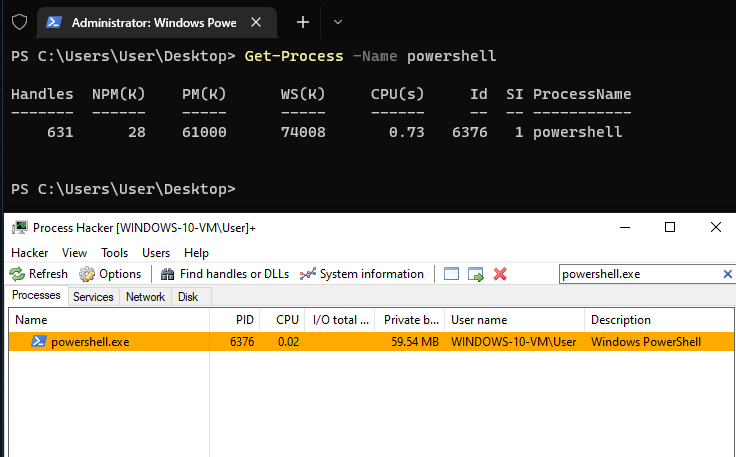 Administrator: Windows Powe
PS C:\Users\User\Desktop> Get-Process -Name powershell
Handles NPM(K) PM(K) WS(K) CPU(s) Id SI ProcessName
------- ------ ----- ----- ------ -- -- -----------
631 28 61000 74008 0.73 6376 1 powershell
PS C:\Users\User\Desktop>
Process Hacker [WINDOWS-10-VM\User]+
Hacker View Tools Users Help
Refresh Options Find handles or DLLs System information powershell.exe
Processes Services Network Disk
Name PID CPU I/O total ... Private b... User name Description
powershell.exe 6376 0.02 59.54 MB WINDOWS-10-VM\User Windows PowerShell